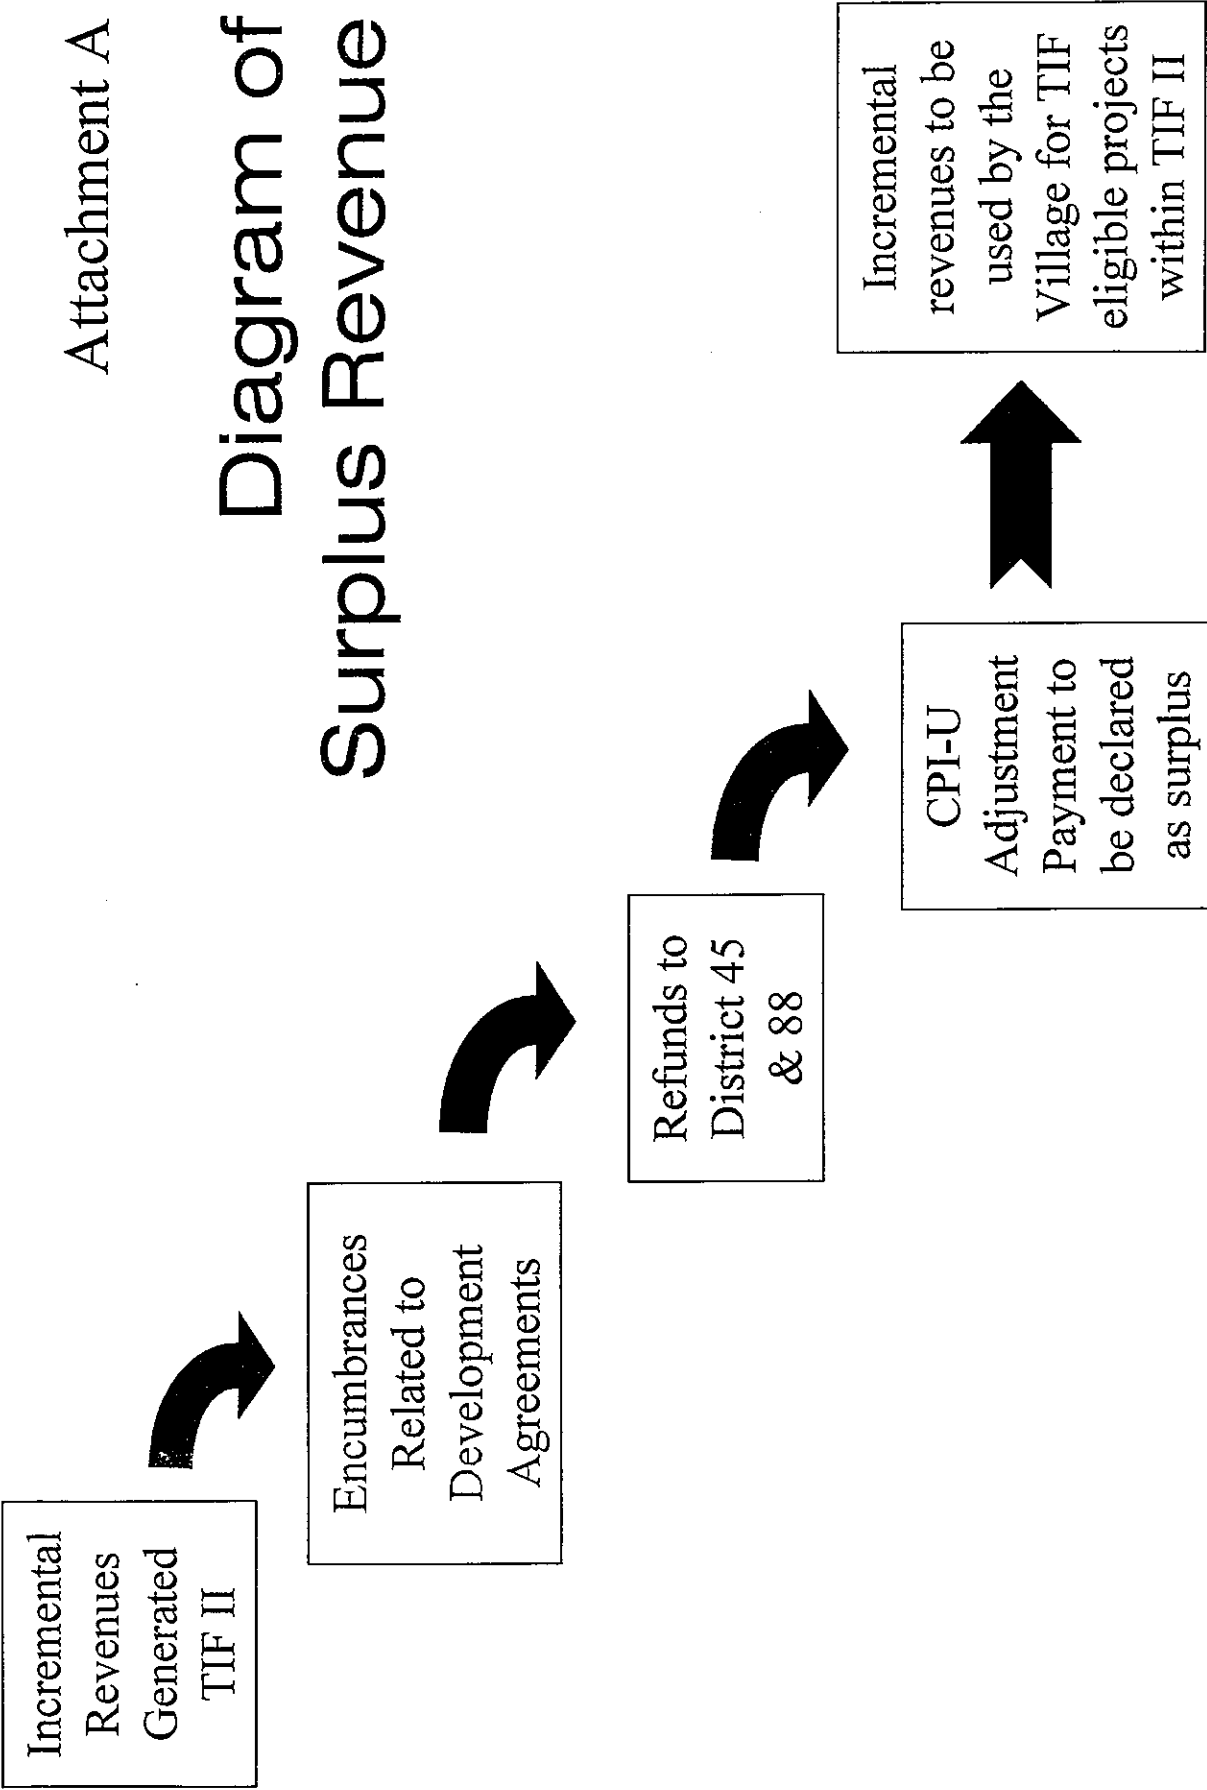 Attachment A
Diagram of
Surplus Revenue
Incremental
Revenues
Generated
TIF II
Encumbrances
Related to
Development
Agreements
Refunds to
District 45
& 88
CPI-U
Adjustment
Payment to
be declared
as surplus
Incremental
revenues to be
used by the
Village for TIF
eligible projects
within TIF II